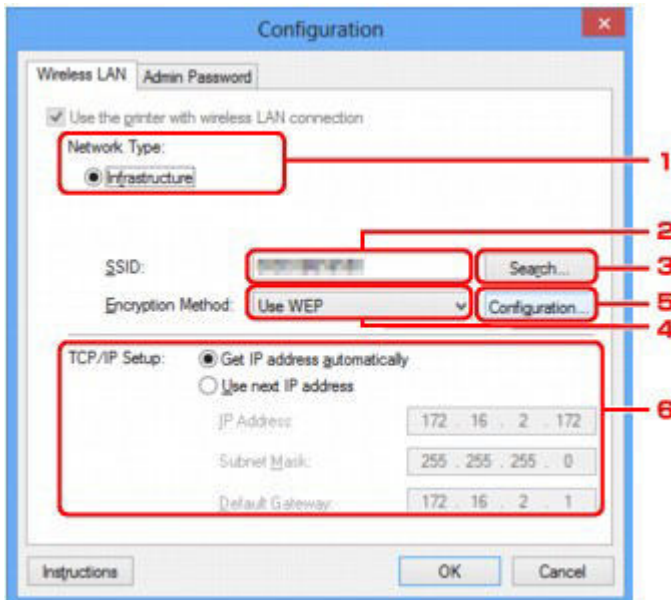 Configuration
Wireless LAN Admin Password
Use the printer with wireless LAN connection
Network Type:
Infrastructure
1
2
SSID: Search... 3
Encryption Method: Use WEP Configuration... 5
4
TCP/IP Setup: Get IP address automatically
Use next IP address
6
IP Address: 172 . 16 . 2 . 172
Subnet Mask: 255 . 255 . 255 . 0
Default Gateway: 172 . 16 . 2 . 1
Instructions OK Cancel